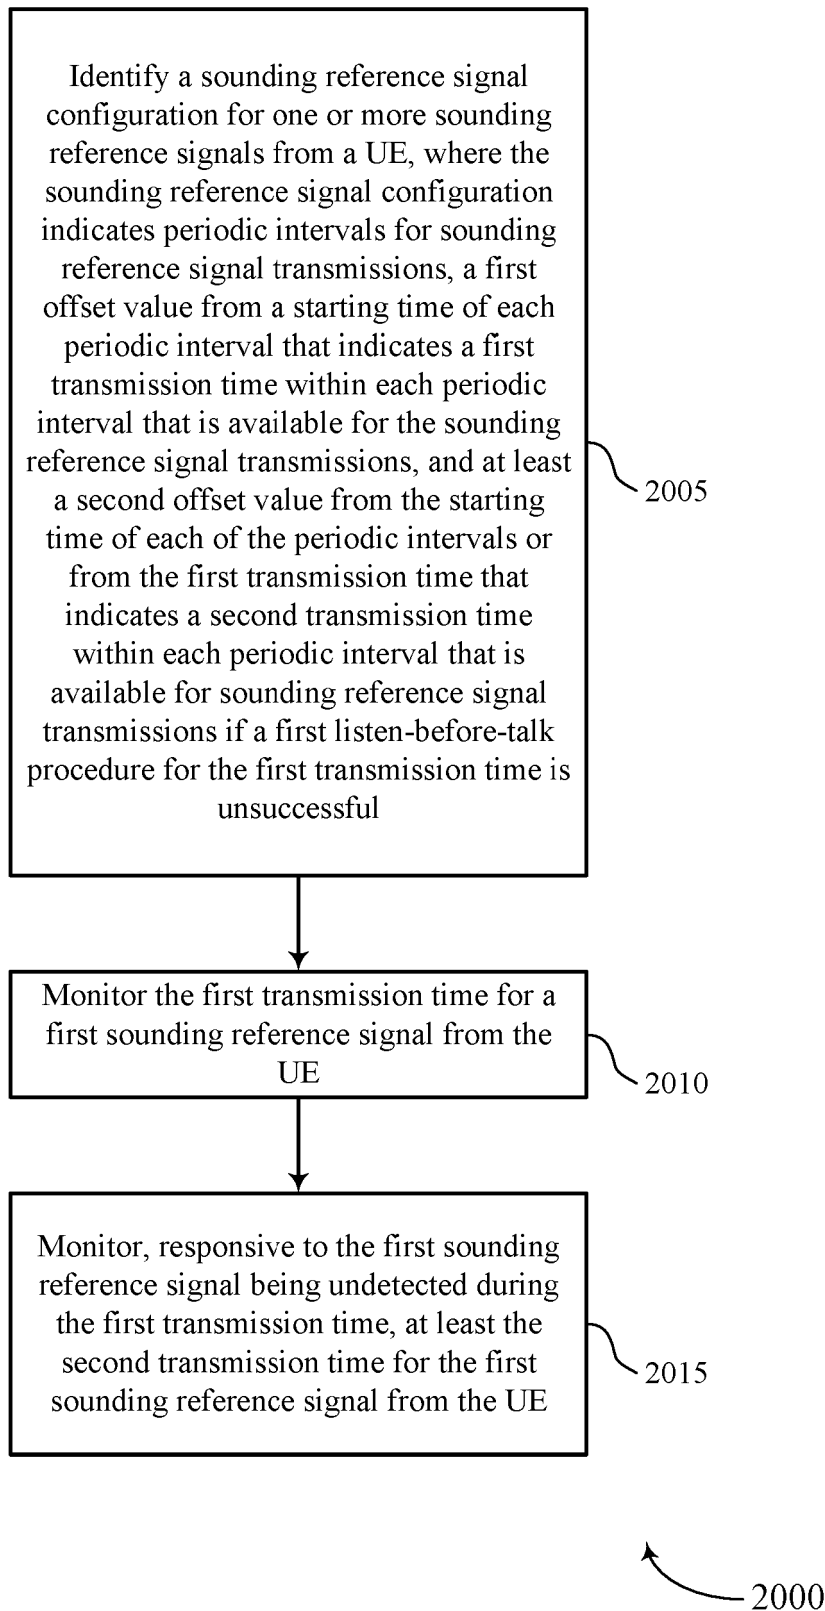 Identify a sounding reference signal
configuration for one or more sounding
reference signals from a UE, where the
sounding reference signal configuration
indicates periodic intervals for sounding
reference signal transmissions, a first
offset value from a starting time of each
periodic interval that indicates a first
transmission time within each periodic
interval that is available for the sounding
reference signal transmissions, and at least
a second offset value from the starting
time of each of the periodic intervals or
from the first transmission time that
indicates a second transmission time
within each periodic interval that is
available for sounding reference signal
transmissions if a first listen-before-talk
procedure for the first transmission time is
unsuccessful
2005
Monitor the first transmission time for a
first sounding reference signal from the
UE
2010
Monitor, responsive to the first sounding
reference signal being undetected during
the first transmission time, at least the
second transmission time for the first
sounding reference signal from the UE
2015
2000